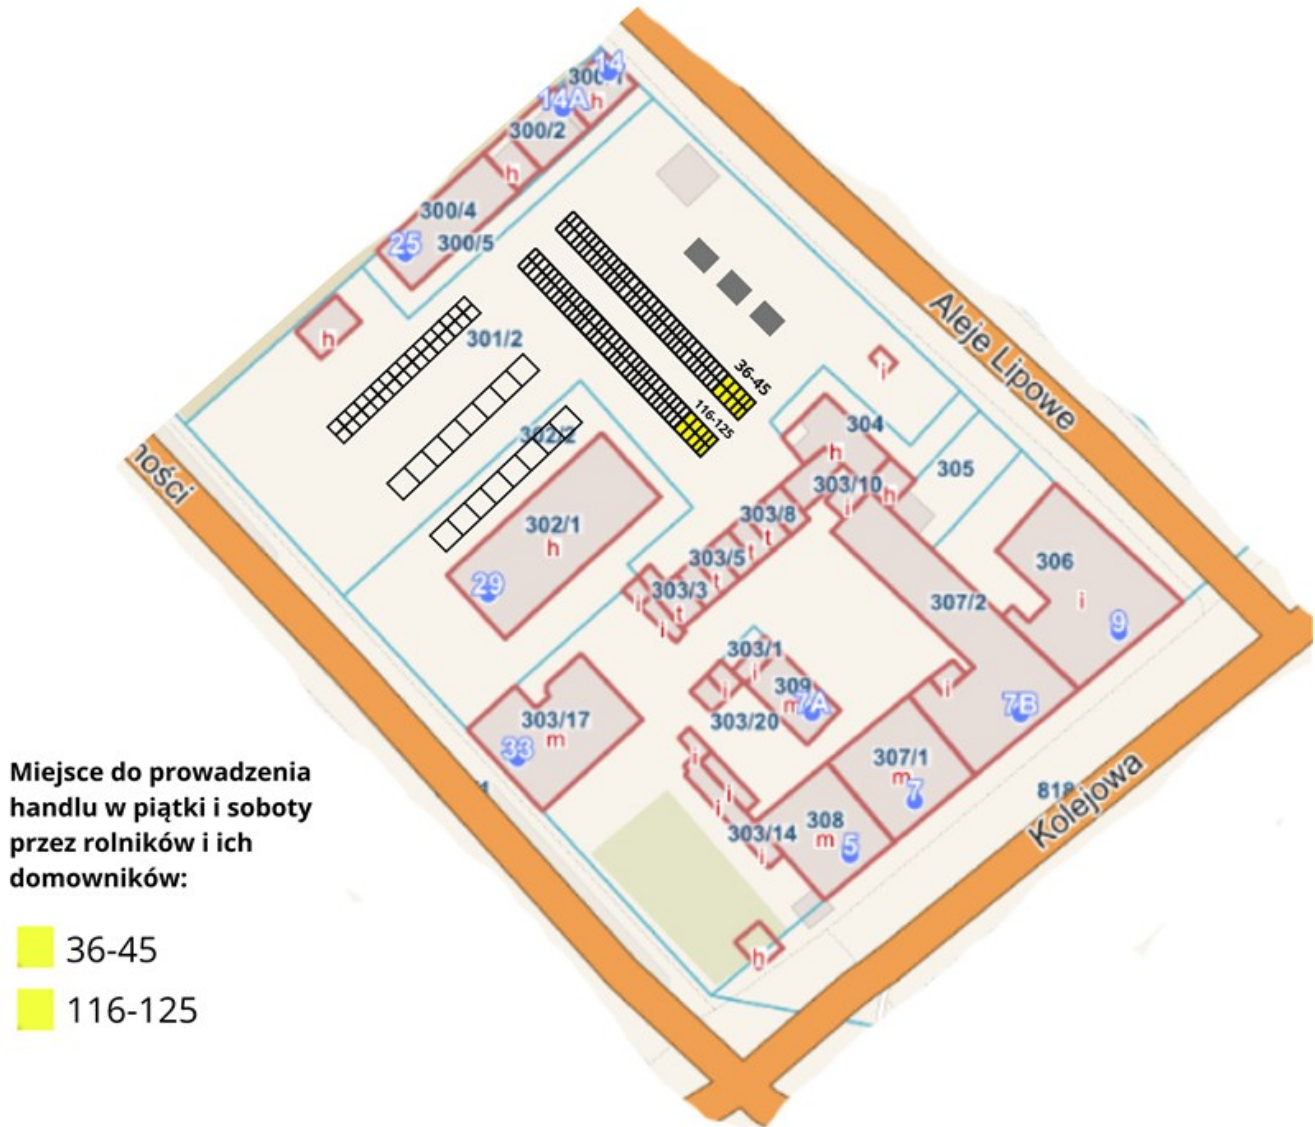 14
300/1
14A
h
300/2
h
300/4
25
300/5
h
301/2
36-45
116-125
Aleje Lipowe
i
304
302/2
h
303/10
h
i
305
ności
302/1
h
29
303/8
t
303/5
t
t
303/3
t
i
i
306
i
9
307/2
303/1
i
i
309
m
7A
303/20
i
7B
303/17
m
33
307/1
m
7
i
i
i
303/14
i
308
m
5
818
Kolejowa
h
Miejsce do prowadzenia
handlu w piątki i soboty
przez rolników i ich
domowników:
36-45
116-125